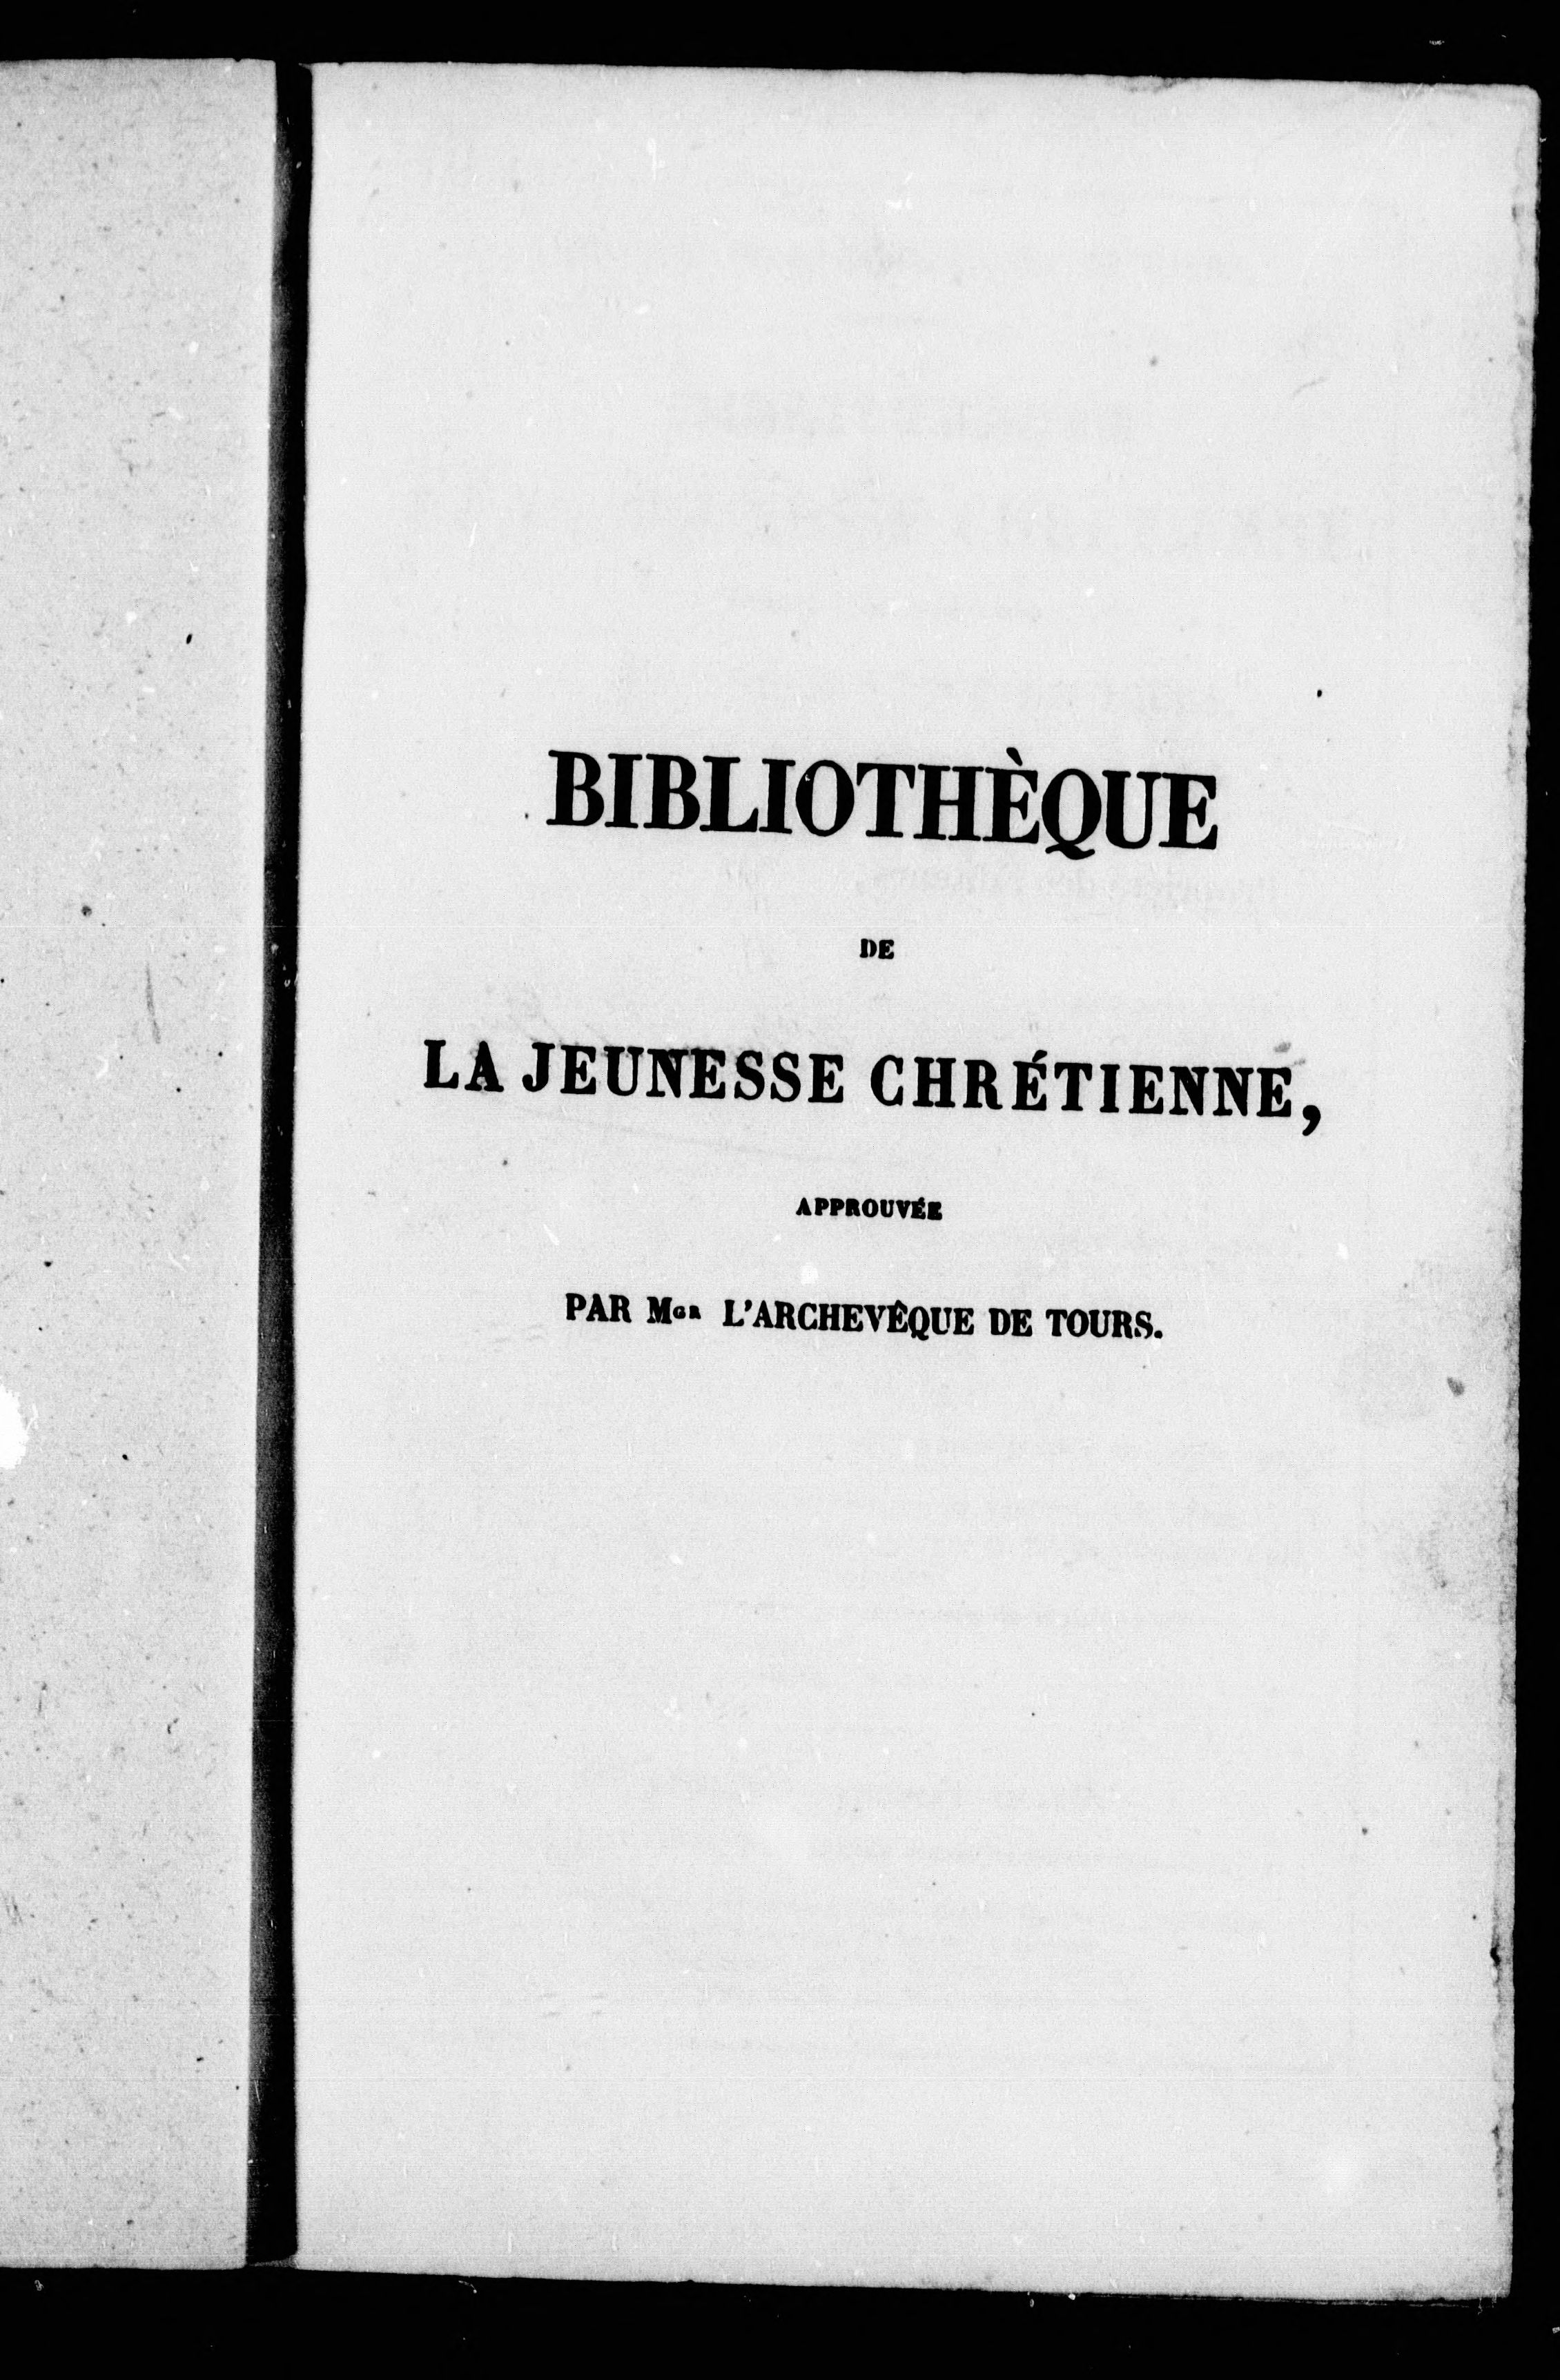 BIBLIOTHÈQUE
DE
LA JEUNESSE CHRÉTIENNE,
APPROUVÉE
PAR MGR L'ARCHEVÊQUE DE TOURS.